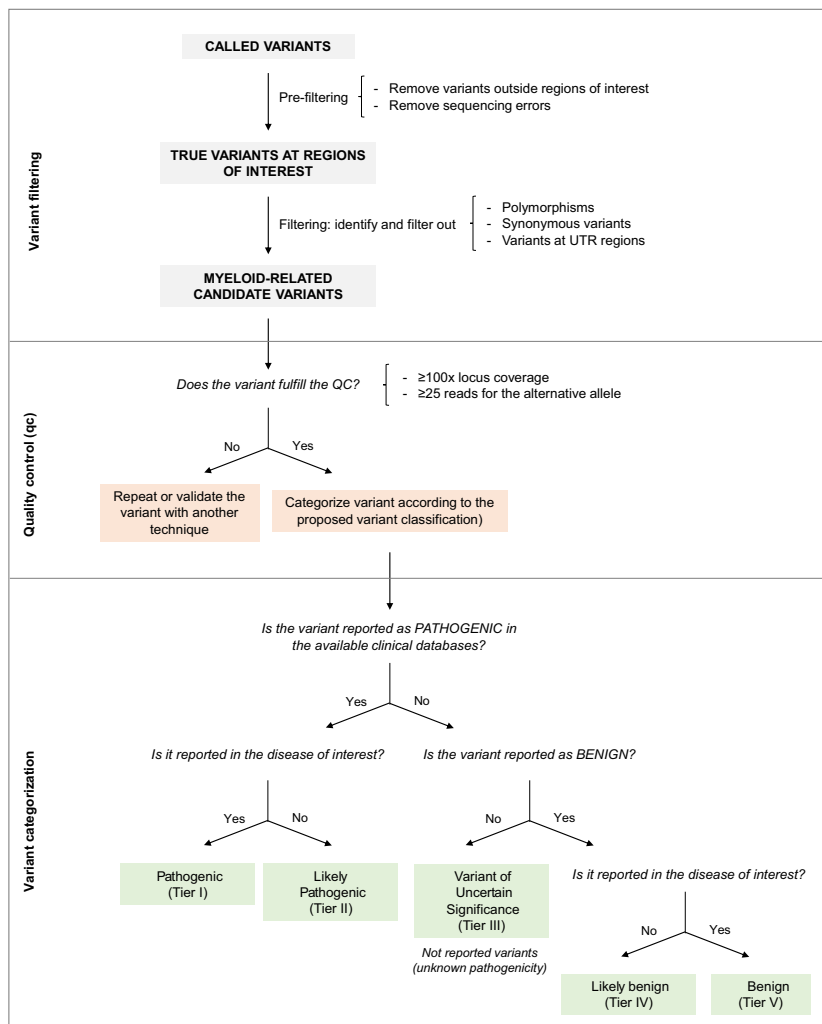 Variant filtering
CALLED VARIANTS
Pre-filtering
- Remove variants outside regions of interest
- Remove sequencing errors
TRUE VARIANTS AT REGIONS
OF INTEREST
Filtering: identify and filter out
- Polymorphisms
- Synonymous variants
- Variants at UTR regions
MYELOID-RELATED
CANDIDATE VARIANTS
Quality control (qc)
Does the variant fulfill the QC?
- ≥100x locus coverage
- ≥25 reads for the alternative allele
No
Yes
Repeat or validate the
variant with another
technique
Categorize variant according to the
proposed variant classification)
Variant categorization
Is the variant reported as PATHOGENIC in
the available clinical databases?
Yes
No
Is it reported in the disease of interest?
Is the variant reported as BENIGN?
Yes
No
No
Yes
Pathogenic
(Tier I)
Likely
Pathogenic
(Tier II)
Variant of
Uncertain
Significance
(Tier III)
Not reported variants
(unknown pathogenicity)
Is it reported in the disease of interest?
No
Yes
Likely benign
(Tier IV)
Benign
(Tier V)